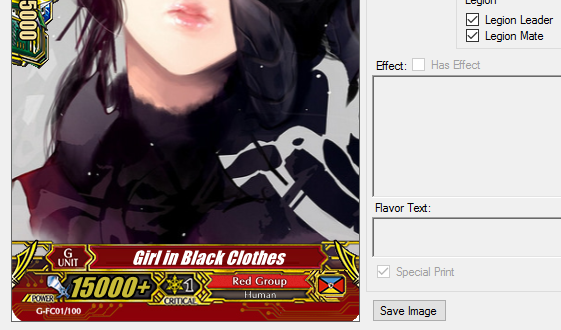 Legion
5000
Legion Leader
Legion Mate
Effect: Has Effect
Flavor Text:
G
UNIT
Girl in Black Clothes
POWER 15000+ 1 CRITICAL
Red Group
Human
G-FC01/100
Special Print
Save Image